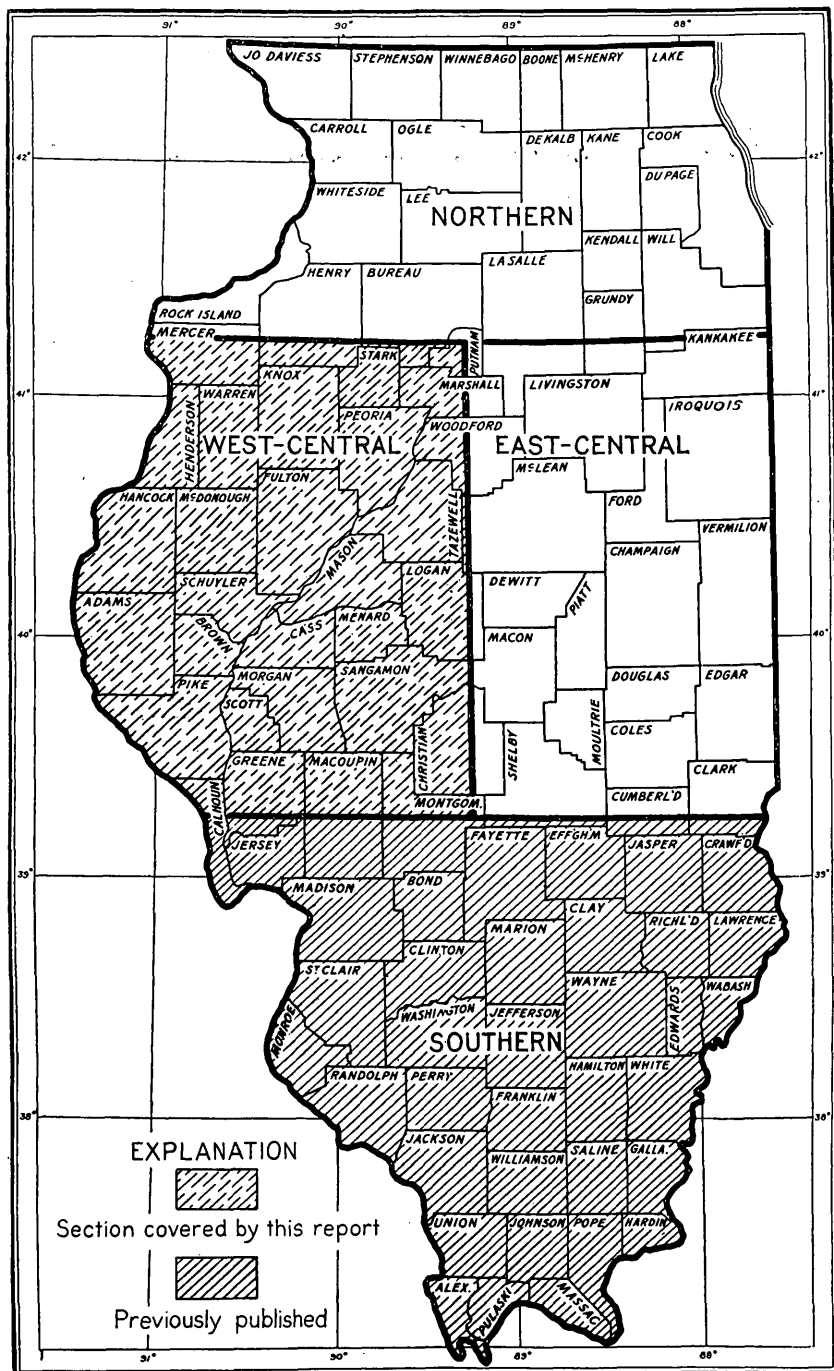 91° 90° 89° 88°
JO DAVIESS STEPHENSON WINNEBAGO BOONE McHENRY LAKE
CARROLL OGLE DEKALB KANE COOK
42° 42°
DU PAGE
WHITESIDE LEE
NORTHERN
KENDALL WILL
HENRY BUREAU LA SALLE
GRUNDY
ROCK ISLAND
MERCER PUTNAM KANKAKEE
STARK
KNOX MARSHALL LIVINGSTON
41° 41°
WARREN PEORIA IROQUOIS
HENDERSON WOODFORD
WEST-CENTRAL EAST-CENTRAL
FULTON McLEAN
HANCOCK McDONOUGH TAZEWELL FORD
VERMILION
MASON CHAMPAIGN
SCHUYLER LOGAN DEWITT PIATT
ADAMS
BROWN CASS MENARD MACON
40° 40°
PIKE MORGAN SANGAMON DOUGLAS EDGAR
SCOTT
CHRISTIAN SHELBY MOULTRIE COLES
GREENE MACOUPIN CLARK
CALHOUN MONTGOM. CUMBERL'D
JERSEY FAYETTE EFFGHM JASPER CRAWF'D
39° 39°
MADISON BOND
CLAY
MARION RICHL'D LAWRENCE
CLINTON
ST CLAIR WAYNE WABASH
MONROE WASHINGTON JEFFERSON EDWARDS
SOUTHERN
RANDOLPH PERRY HAMILTON WHITE
FRANKLIN
38° 38°
JACKSON
WILLIAMSON SALINE GALLA.
UNION JOHNSON POPE HARDIN
ALEX. PULASKI MASSAC
EXPLANATION
Section covered by this report
Previously published
91° 90° 89° 88°